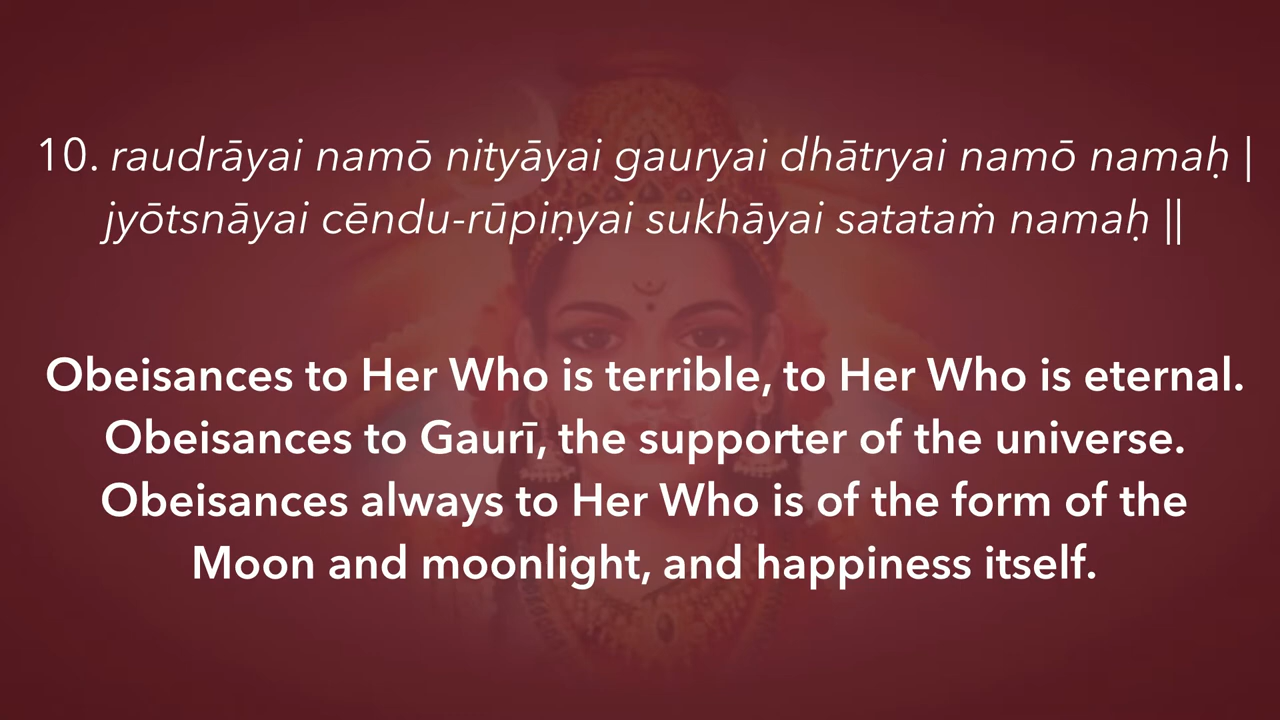 10. raudrāyai namō nityāyai gauryai dhātryai namō namaḥ |
jyōtsnāyai cēndu-rūpiṇyai sukhāyai satataṁ namaḥ ||
Obeisances to Her Who is terrible, to Her Who is eternal.
Obeisances to Gaurī, the supporter of the universe.
Obeisances always to Her Who is of the form of the
Moon and moonlight, and happiness itself.